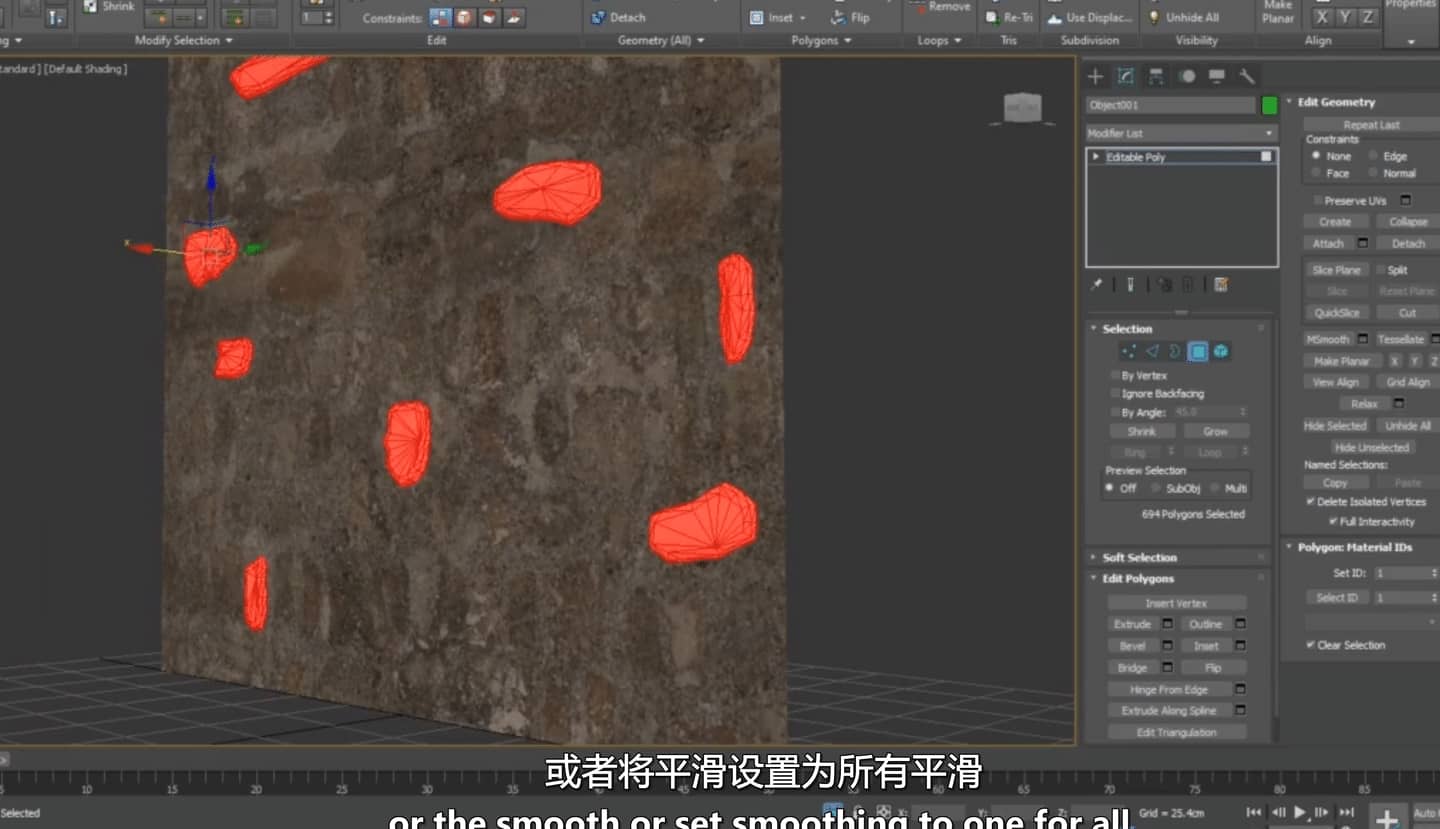 Shrink
Constraints:
Detach
Inset
Flip
Remove
Re-Tri
Use Displac...
Unhide All
Make
Planar
X Y Z
Properties
Modify Selection
Edit
Geometry (All)
Polygons
Loops
Tris
Subdivision
Visibility
Align
[Default Shading]
Object001
Modifier List
Editable Poly
Selection
By Vertex
Ignore Backfacing
By Angle: 45.0
Shrink Grow
Ring Loop
Preview Selection
Off SubObj Multi
694 Polygons Selected
Soft Selection
Edit Polygons
Insert Vertex
Extrude Outline
Bevel Inset
Bridge Flip
Hinge From Edge
Extrude Along Spline
Edit Triangulation
Edit Geometry
Repeat Last
Constraints
None Edge
Face Normal
Preserve UVs
Create Collapse
Attach Detach
Slice Plane Split
Slice Reset Plane
QuickSlice Cut
MSmooth Tessellate
Make Planar X Y Z
View Align Grid Align
Relax
Hide Selected Unhide All
Hide Unselected
Named Selections:
Copy Paste
Delete Isolated Vertices
Full Interactivity
Polygon: Material IDs
Set ID: 1
Select ID 1
Clear Selection
或者将平滑设置为所有平滑
10 15 20 25 30 35 65 70 75 80 85
Selected
or the smooth or set smoothing to one for all
X: Y: Z:
Grid = 25.4cm
Auto